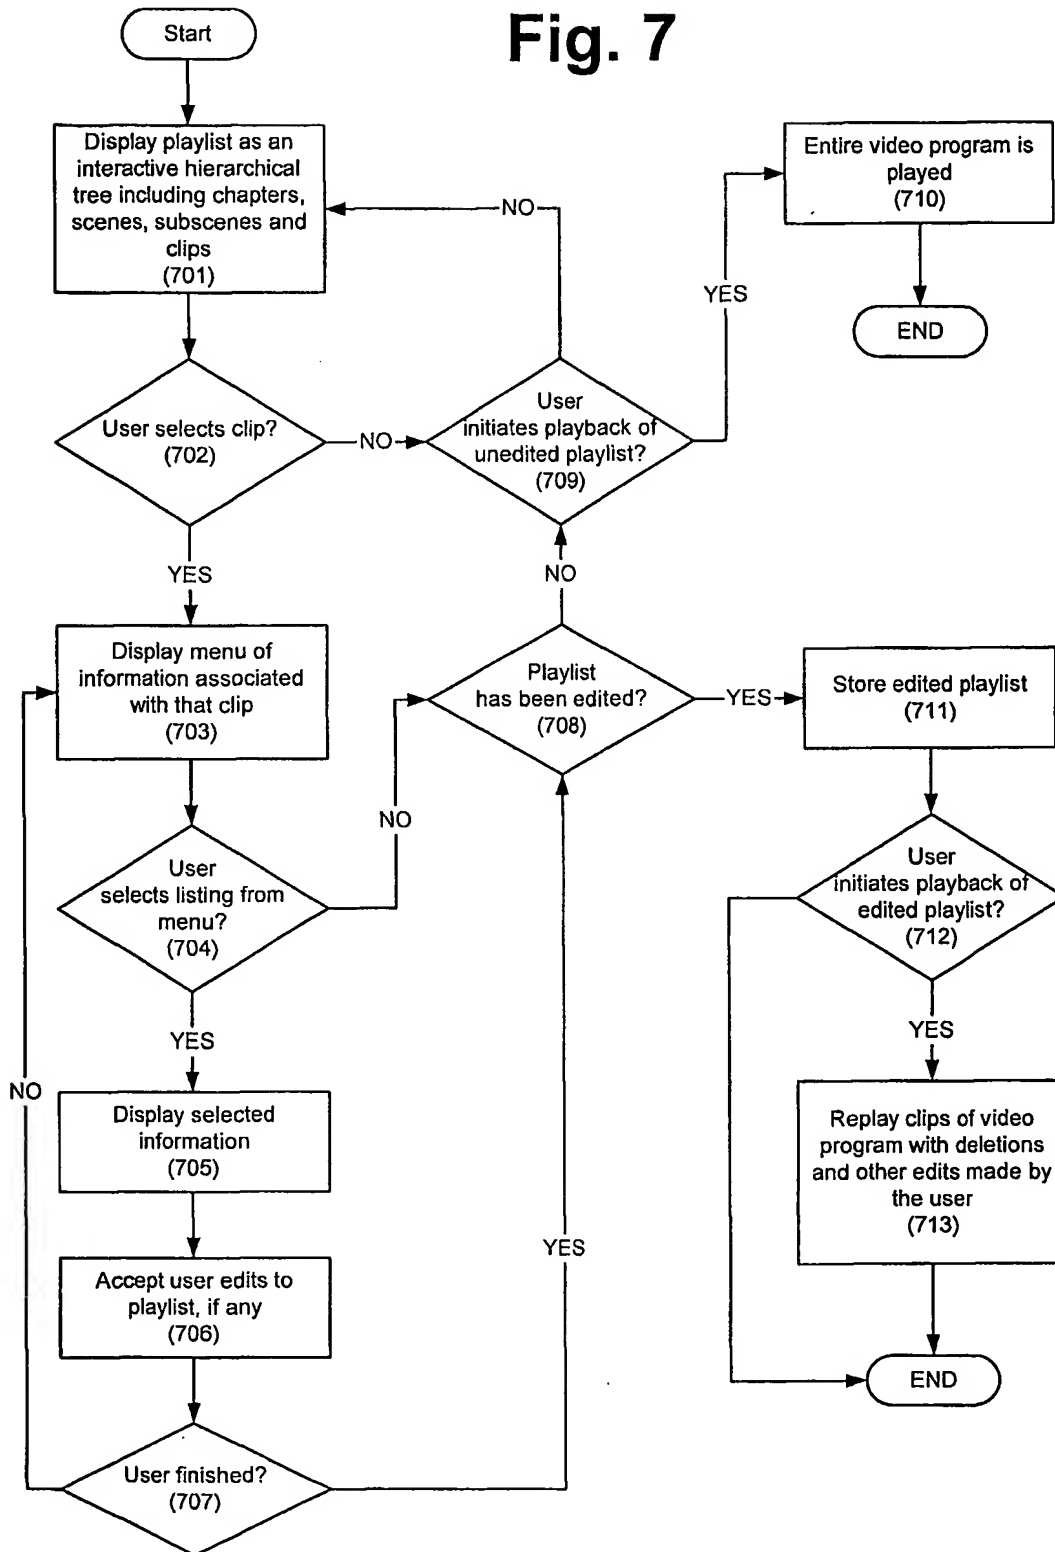 Fig. 7
Start
Display playlist as an
interactive hierarchical
tree including chapters,
scenes, subscenes and
clips
(701)
NO
Entire video program is
played
(710)
YES
END
User selects clip?
(702)
NO
User
initiates playback of
unedited playlist?
(709)
YES
NO
Display menu of
information associated
with that clip
(703)
Playlist
has been edited?
(708)
YES
Store edited playlist
(711)
NO
User
selects listing from
menu?
(704)
User
initiates playback of
edited playlist?
(712)
YES
YES
NO
Display selected
information
(705)
Replay clips of video
program with deletions
and other edits made by
the user
(713)
YES
Accept user edits to
playlist, if any
(706)
END
User finished?
(707)